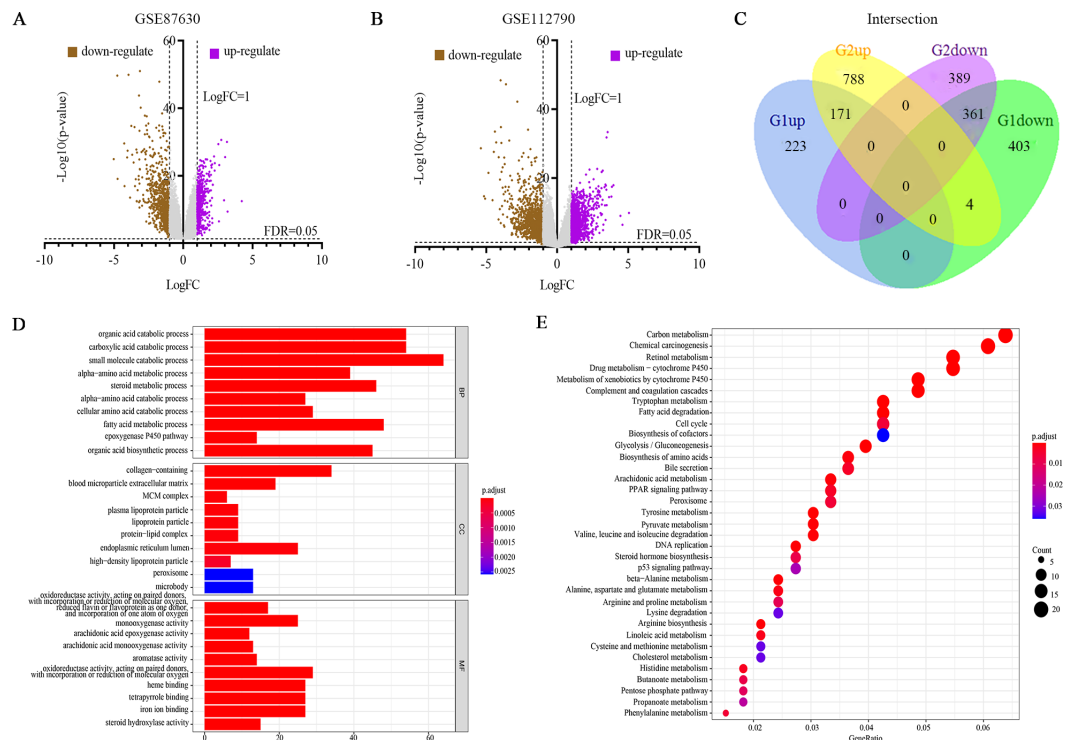 A
GSE87630
down-regulate
up-regulate
60
40
20
LogFC=1
-Log10(p-value)
FDR=0.05
-10
-5
0
5
10
LogFC
B
GSE112790
down-regulate
up-regulate
60
40
20
LogFC=1
-Log10(p-value)
FDR=0.05
-10
-5
0
5
10
LogFC
C
Intersection
G2up
G2down
G1up
G1down
788
389
0
171
361
223
403
0
0
0
0
4
0
0
0
D
organic acid catabolic process
carboxylic acid catabolic process
small molecule catabolic process
alpha-amino acid metabolic process
steroid metabolic process
alpha-amino acid catabolic process
cellular amino acid catabolic process
fatty acid metabolic process
epoxygenase P450 pathway
organic acid biosynthetic process
BP
collagen-containing
blood microparticle extracellular matrix
MCM complex
plasma lipoprotein particle
lipoprotein particle
protein-lipid complex
endoplasmic reticulum lumen
high-density lipoprotein particle
peroxisome
microbody
CC
oxidoreductase activity, acting on paired donors,
with incorporation or reduction of molecular oxygen,
reduced flavin or flavoprotein as one donor,
and incorporation of one atom of oxygen
monooxygenase activity
arachidonic acid epoxygenase activity
arachidonic acid monooxygenase activity
aromatase activity
oxidoreductase activity, acting on paired donors,
with incorporation or reduction of molecular oxygen
heme binding
tetrapyrrole binding
iron ion binding
steroid hydroxylase activity
MF
0
20
40
60
p.adjust
0.0005
0.0010
0.0015
0.0020
0.0025
E
Carbon metabolism
Chemical carcinogenesis
Retinol metabolism
Drug metabolism − cytochrome P450
Metabolism of xenobiotics by cytochrome P450
Complement and coagulation cascades
Tryptophan metabolism
Fatty acid degradation
Cell cycle
Biosynthesis of cofactors
Glycolysis / Gluconeogenesis
Biosynthesis of amino acids
Bile secretion
Arachidonic acid metabolism
PPAR signaling pathway
Peroxisome
Tyrosine metabolism
Pyruvate metabolism
Valine, leucine and isoleucine degradation
DNA replication
Steroid hormone biosynthesis
p53 signaling pathway
beta-Alanine metabolism
Alanine, aspartate and glutamate metabolism
Arginine and proline metabolism
Lysine degradation
Arginine biosynthesis
Linoleic acid metabolism
Cysteine and methionine metabolism
Cholesterol metabolism
Histidine metabolism
Butanoate metabolism
Pentose phosphate pathway
Propanoate metabolism
Phenylalanine metabolism
0.02
0.03
0.04
0.05
0.06
GeneRatio
p.adjust
0.01
0.02
0.03
Count
5
10
15
20